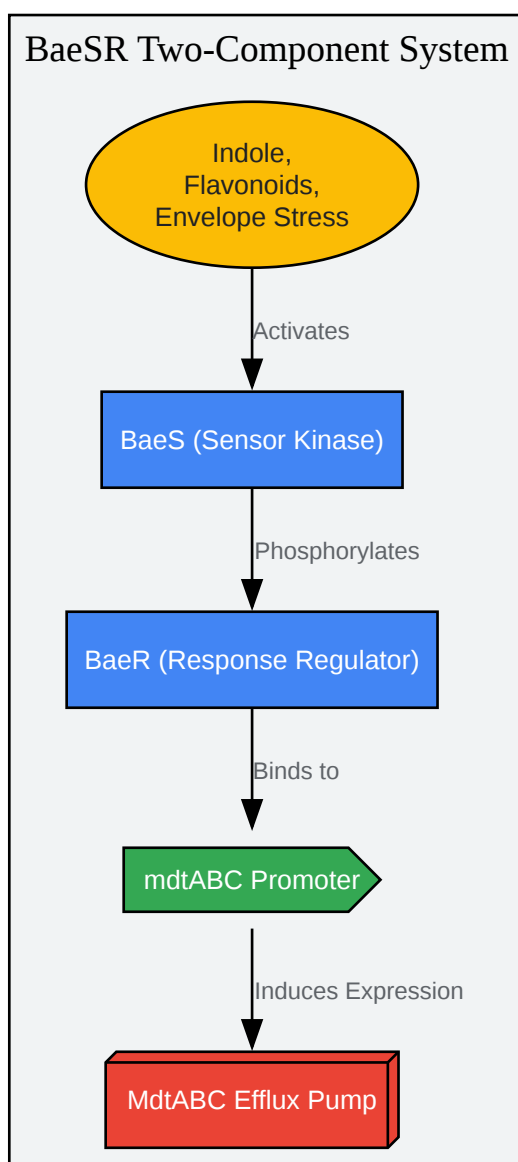 BaeSR Two-Component System
Indole,
Flavonoids,
Envelope Stress
Activates
BaeS (Sensor Kinase)
Phosphorylates
BaeR (Response Regulator)
Binds to
mdtABC Promoter
Induces Expression
MdtABC Efflux Pump